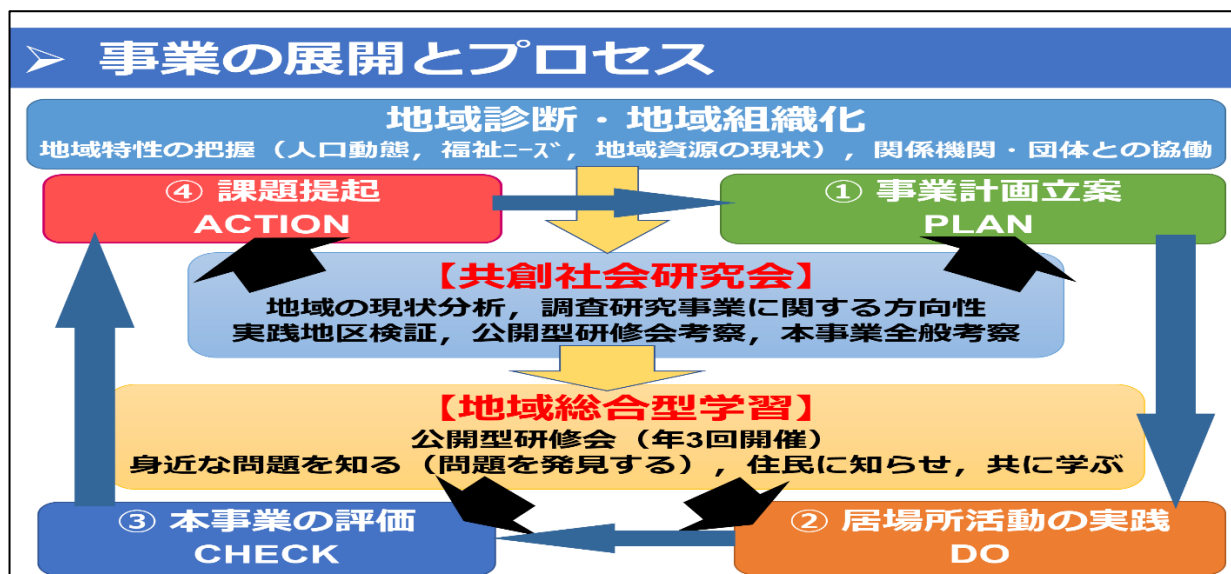 ➢ 事業の展開とプロセス
地域診断・地域組織化
地域特性の把握（人口動態，福祉ﾆｰｽﾞ，地域資源の現状），関係機関・団体との協働
④ 課題提起
ACTION
① 事業計画立案
PLAN
【共創社会研究会】
地域の現状分析，調査研究事業に関する方向性
実践地区検証，公開型研修会考察，本事業全般考察
【地域総合型学習】
公開型研修会（年3回開催）
身近な問題を知る（問題を発見する），住民に知らせ，共に学ぶ
③ 本事業の評価
CHECK
② 居場所活動の実践
DO